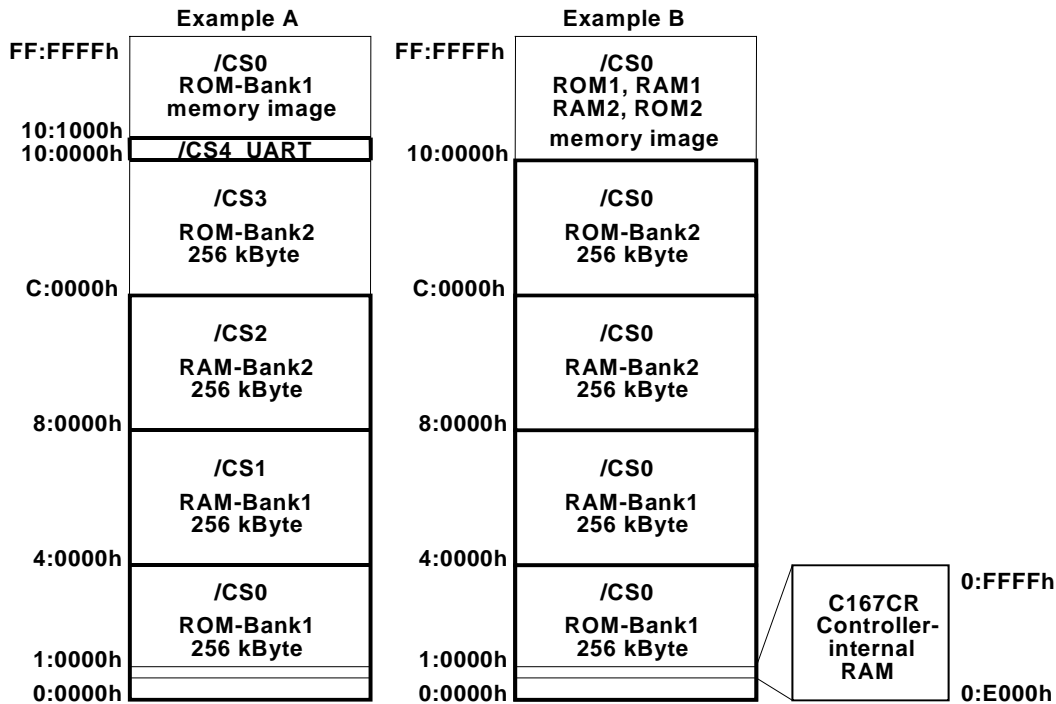 Example A
FF:FFFFh
/CS0
ROM-Bank1
memory image
10:1000h
/CS4 UART
10:0000h
/CS3
ROM-Bank2
256 kByte
C:0000h
/CS2
RAM-Bank2
256 kByte
8:0000h
/CS1
RAM-Bank1
256 kByte
4:0000h
/CS0
ROM-Bank1
256 kByte
1:0000h
0:0000h
Example B
FF:FFFFh
/CS0
ROM1, RAM1
RAM2, ROM2
memory image
10:0000h
/CS0
ROM-Bank2
256 kByte
C:0000h
/CS0
RAM-Bank2
256 kByte
8:0000h
/CS0
RAM-Bank1
256 kByte
4:0000h
/CS0
ROM-Bank1
256 kByte
1:0000h
0:0000h
0:FFFFh
C167CR
Controller-
internal
RAM
0:E000h